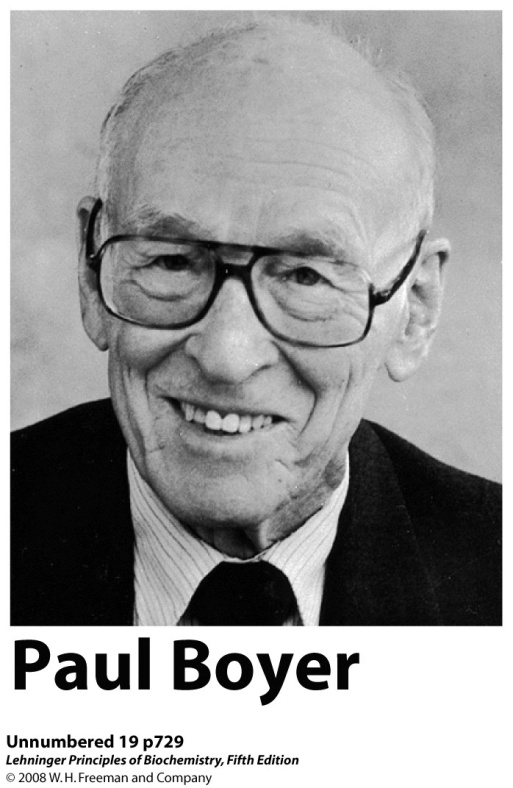 Paul Boyer
Unnumbered 19 p729
Lehninger Principles of Biochemistry, Fifth Edition
© 2008 W. H. Freeman and Company